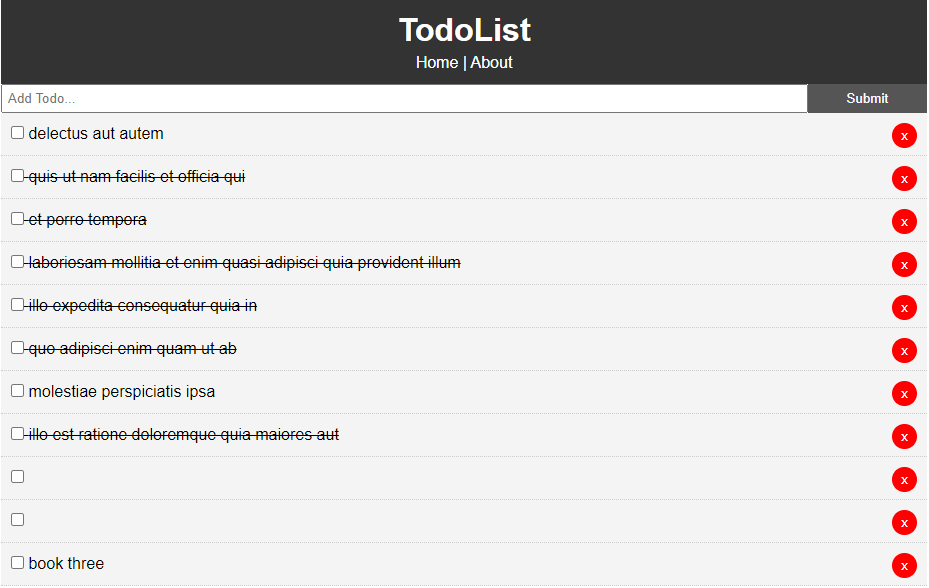 TodoList
Home | About
Add Todo...
Submit
delectus aut autem
x
quis ut nam facilis et officia qui
x
et porro tempora
x
laboriosam mollitia et enim quasi adipisci quia provident illum
x
illo expedita consequatur quia in
x
quo adipisci enim quam ut ab
x
molestiae perspiciatis ipsa
x
illo est ratione doloremque quia maiores aut
x
x
x
book three
x